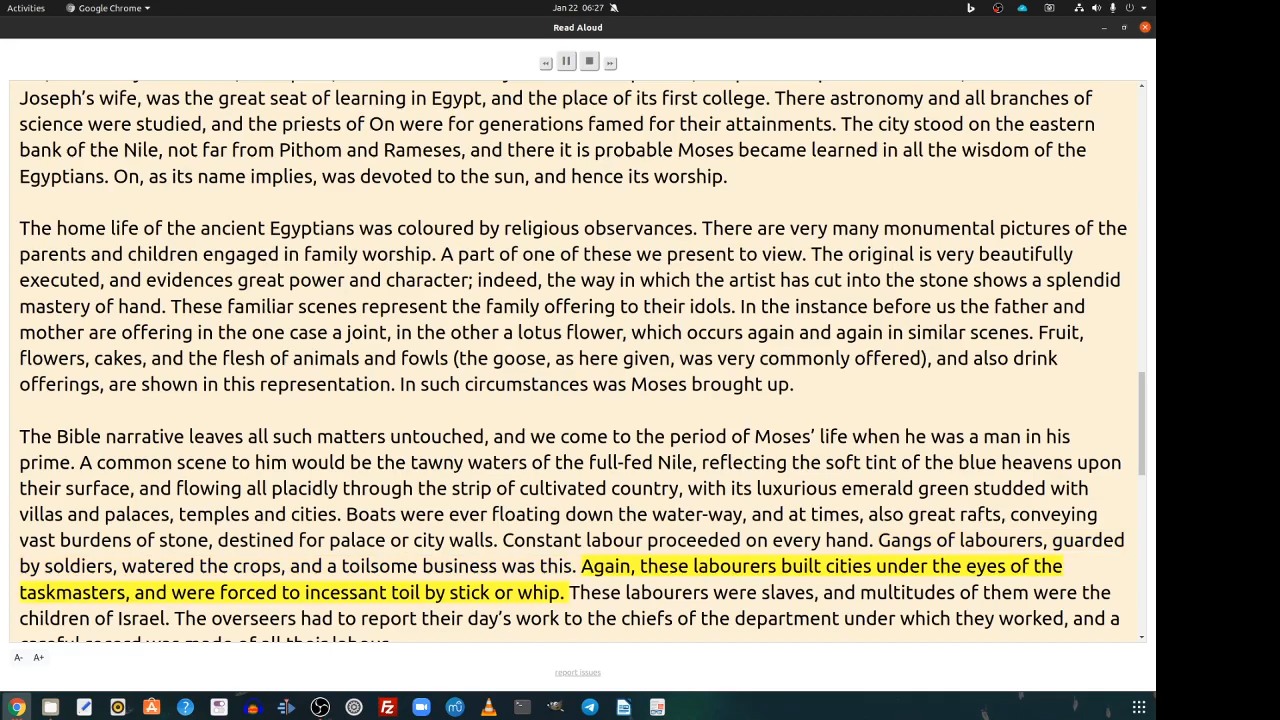 Activities
Google Chrome
Jan 22 06:27
Read Aloud
Joseph’s wife, was the great seat of learning in Egypt, and the place of its first college. There astronomy and all branches of
science were studied, and the priests of On were for generations famed for their attainments. The city stood on the eastern
bank of the Nile, not far from Pithom and Rameses, and there it is probable Moses became learned in all the wisdom of the
Egyptians. On, as its name implies, was devoted to the sun, and hence its worship.
The home life of the ancient Egyptians was coloured by religious observances. There are very many monumental pictures of the
parents and children engaged in family worship. A part of one of these we present to view. The original is very beautifully
executed, and evidences great power and character; indeed, the way in which the artist has cut into the stone shows a splendid
mastery of hand. These familiar scenes represent the family offering to their idols. In the instance before us the father and
mother are offering in the one case a joint, in the other a lotus flower, which occurs again and again in similar scenes. Fruit,
flowers, cakes, and the flesh of animals and fowls (the goose, as here given, was very commonly offered), and also drink
offerings, are shown in this representation. In such circumstances was Moses brought up.
The Bible narrative leaves all such matters untouched, and we come to the period of Moses’ life when he was a man in his
prime. A common scene to him would be the tawny waters of the full-fed Nile, reflecting the soft tint of the blue heavens upon
their surface, and flowing all placidly through the strip of cultivated country, with its luxurious emerald green studded with
villas and palaces, temples and cities. Boats were ever floating down the water-way, and at times, also great rafts, conveying
vast burdens of stone, destined for palace or city walls. Constant labour proceeded on every hand. Gangs of labourers, guarded
by soldiers, watered the crops, and a toilsome business was this. Again, these labourers built cities under the eyes of the
taskmasters, and were forced to incessant toil by stick or whip. These labourers were slaves, and multitudes of them were the
children of Israel. The overseers had to report their day’s work to the chiefs of the department under which they worked, and a
careful record was made of all their labour.
A- A+
report issues